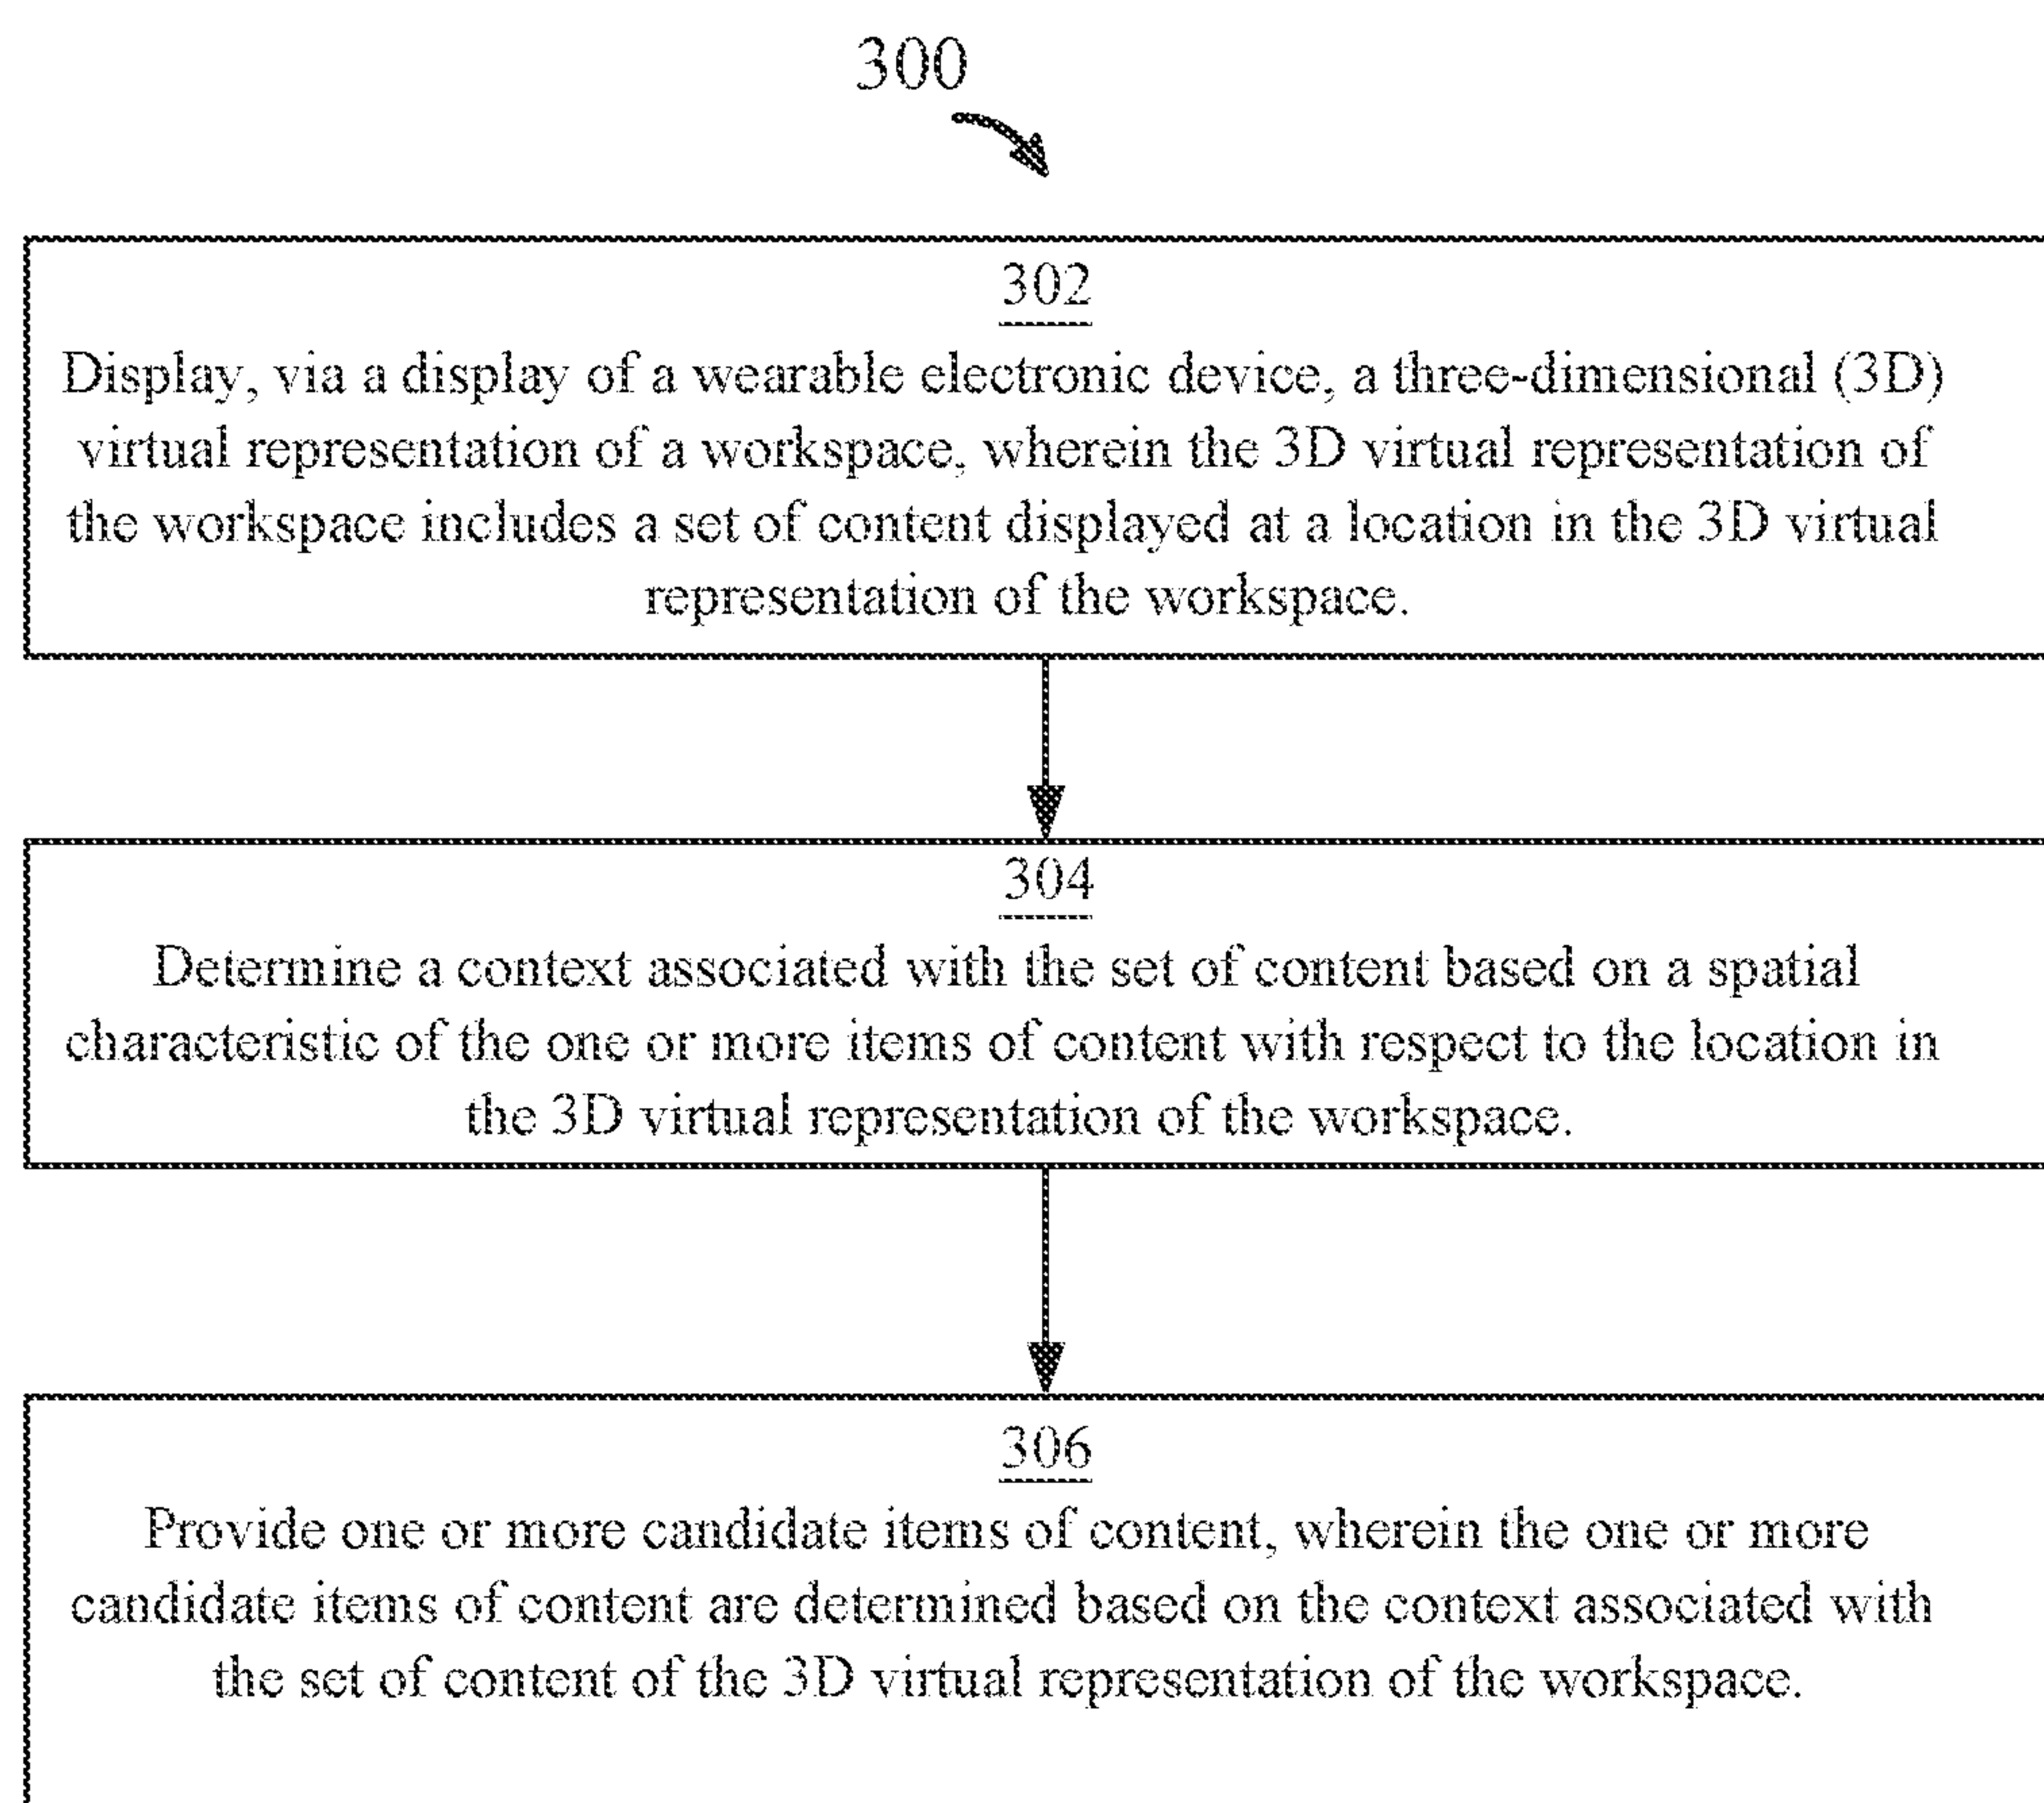 300
302
Display, via a display of a wearable electronic device, a three-dimensional (3D)
virtual representation of a workspace, wherein the 3D virtual representation of
the workspace includes a set of content displayed at a location in the 3D virtual
representation of the workspace.
304
Determine a context associated with the set of content based on a spatial
characteristic of the one or more items of content with respect to the location in
the 3D virtual representation of the workspace.
306
Provide one or more candidate items of content, wherein the one or more
candidate items of content are determined based on the context associated with
the set of content of the 3D virtual representation of the workspace.